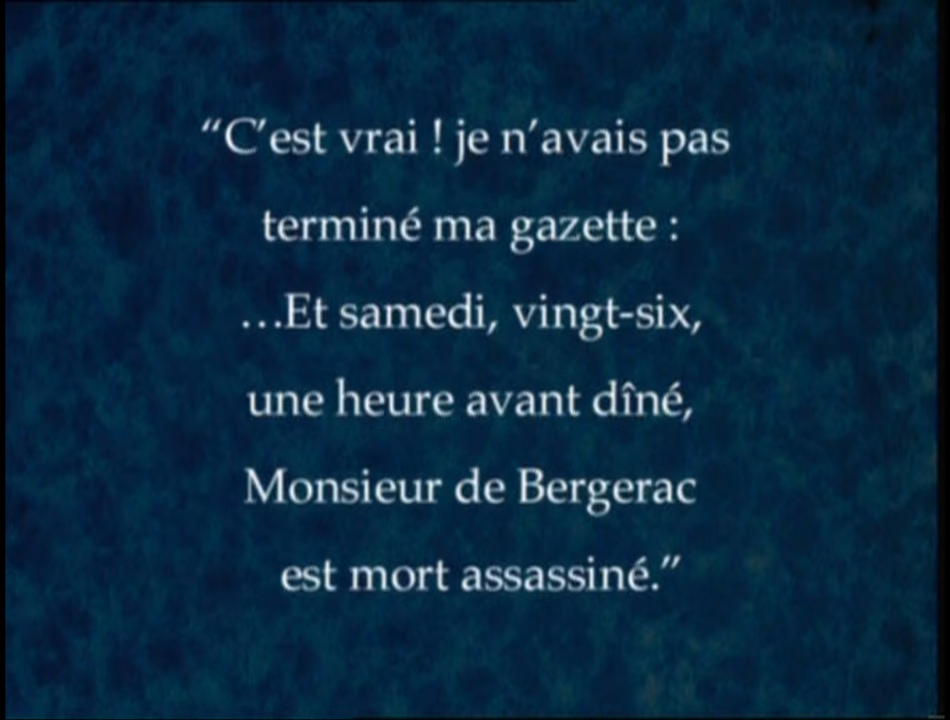 “C’est vrai ! je n’avais pas
terminé ma gazette :
…Et samedi, vingt-six,
une heure avant dîné,
Monsieur de Bergerac
est mort assassiné.”